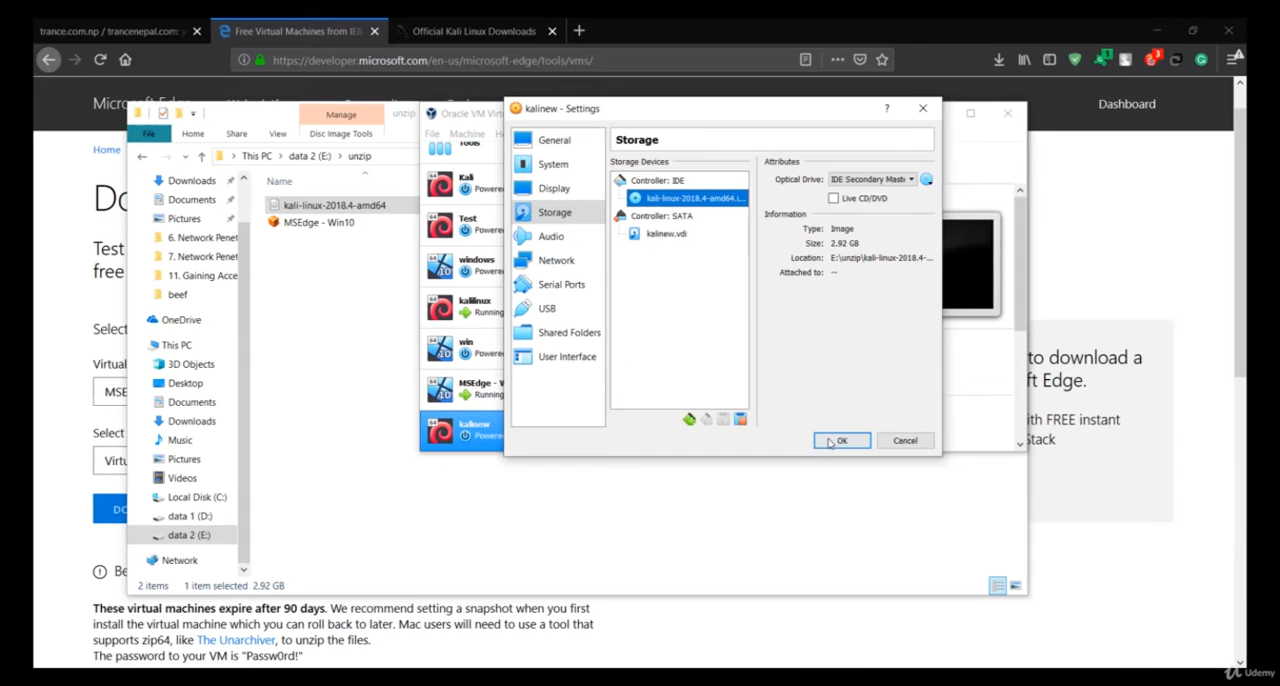 trance.com.np / trancenepal.com:
Free Virtual Machines from IE
Official Kali Linux Downloads
https://developer.microsoft.com/en-us/microsoft-edge/tools/vms/
Dashboard
Home
Test
free
Select
Virtual
MSE
Select
Virtu
DO
Be
to download a
ft Edge.
ith FREE instant
Stack
These virtual machines expire after 90 days. We recommend setting a snapshot when you first
install the virtual machine which you can roll back to later. Mac users will need to use a tool that
supports zip64, like The Unarchiver, to unzip the files.
The password to your VM is "Passw0rd!"
Manage
unzip
File
Home
Share
View
Disc Image Tools
This PC
data 2 (E:)
unzip
Name
kali-linux-2018.4-amd64
MSEdge - Win10
Downloads
Documents
Pictures
6. Network Penet
7. Network Penet
11. Gaining Acce
beef
OneDrive
This PC
3D Objects
Desktop
Documents
Downloads
Music
Pictures
Videos
Local Disk (C:)
data 1 (D:)
data 2 (E:)
Network
2 items
1 item selected 2.92 GB
Oracle VM Virt
File
Machine
Tools
Kali
Powere
Test
Powere
windows
Powere
kalilinux
Running
win
Powere
MSEdge - W
Running
kalinew
Powere
kalinew - Settings
?
General
System
Display
Storage
Audio
Network
Serial Ports
USB
Shared Folders
User Interface
Storage
Storage Devices
Controller: IDE
kali-linux-2018.4-amd64.i...
Controller: SATA
kalinew.vdi
Attributes
Optical Drive: IDE Secondary Maste
Live CD/DVD
Information
Type: Image
Size: 2.92 GB
Location: E:\unzip\kali-linux-2018.4-...
Attached to: --
OK
Cancel
Udemy